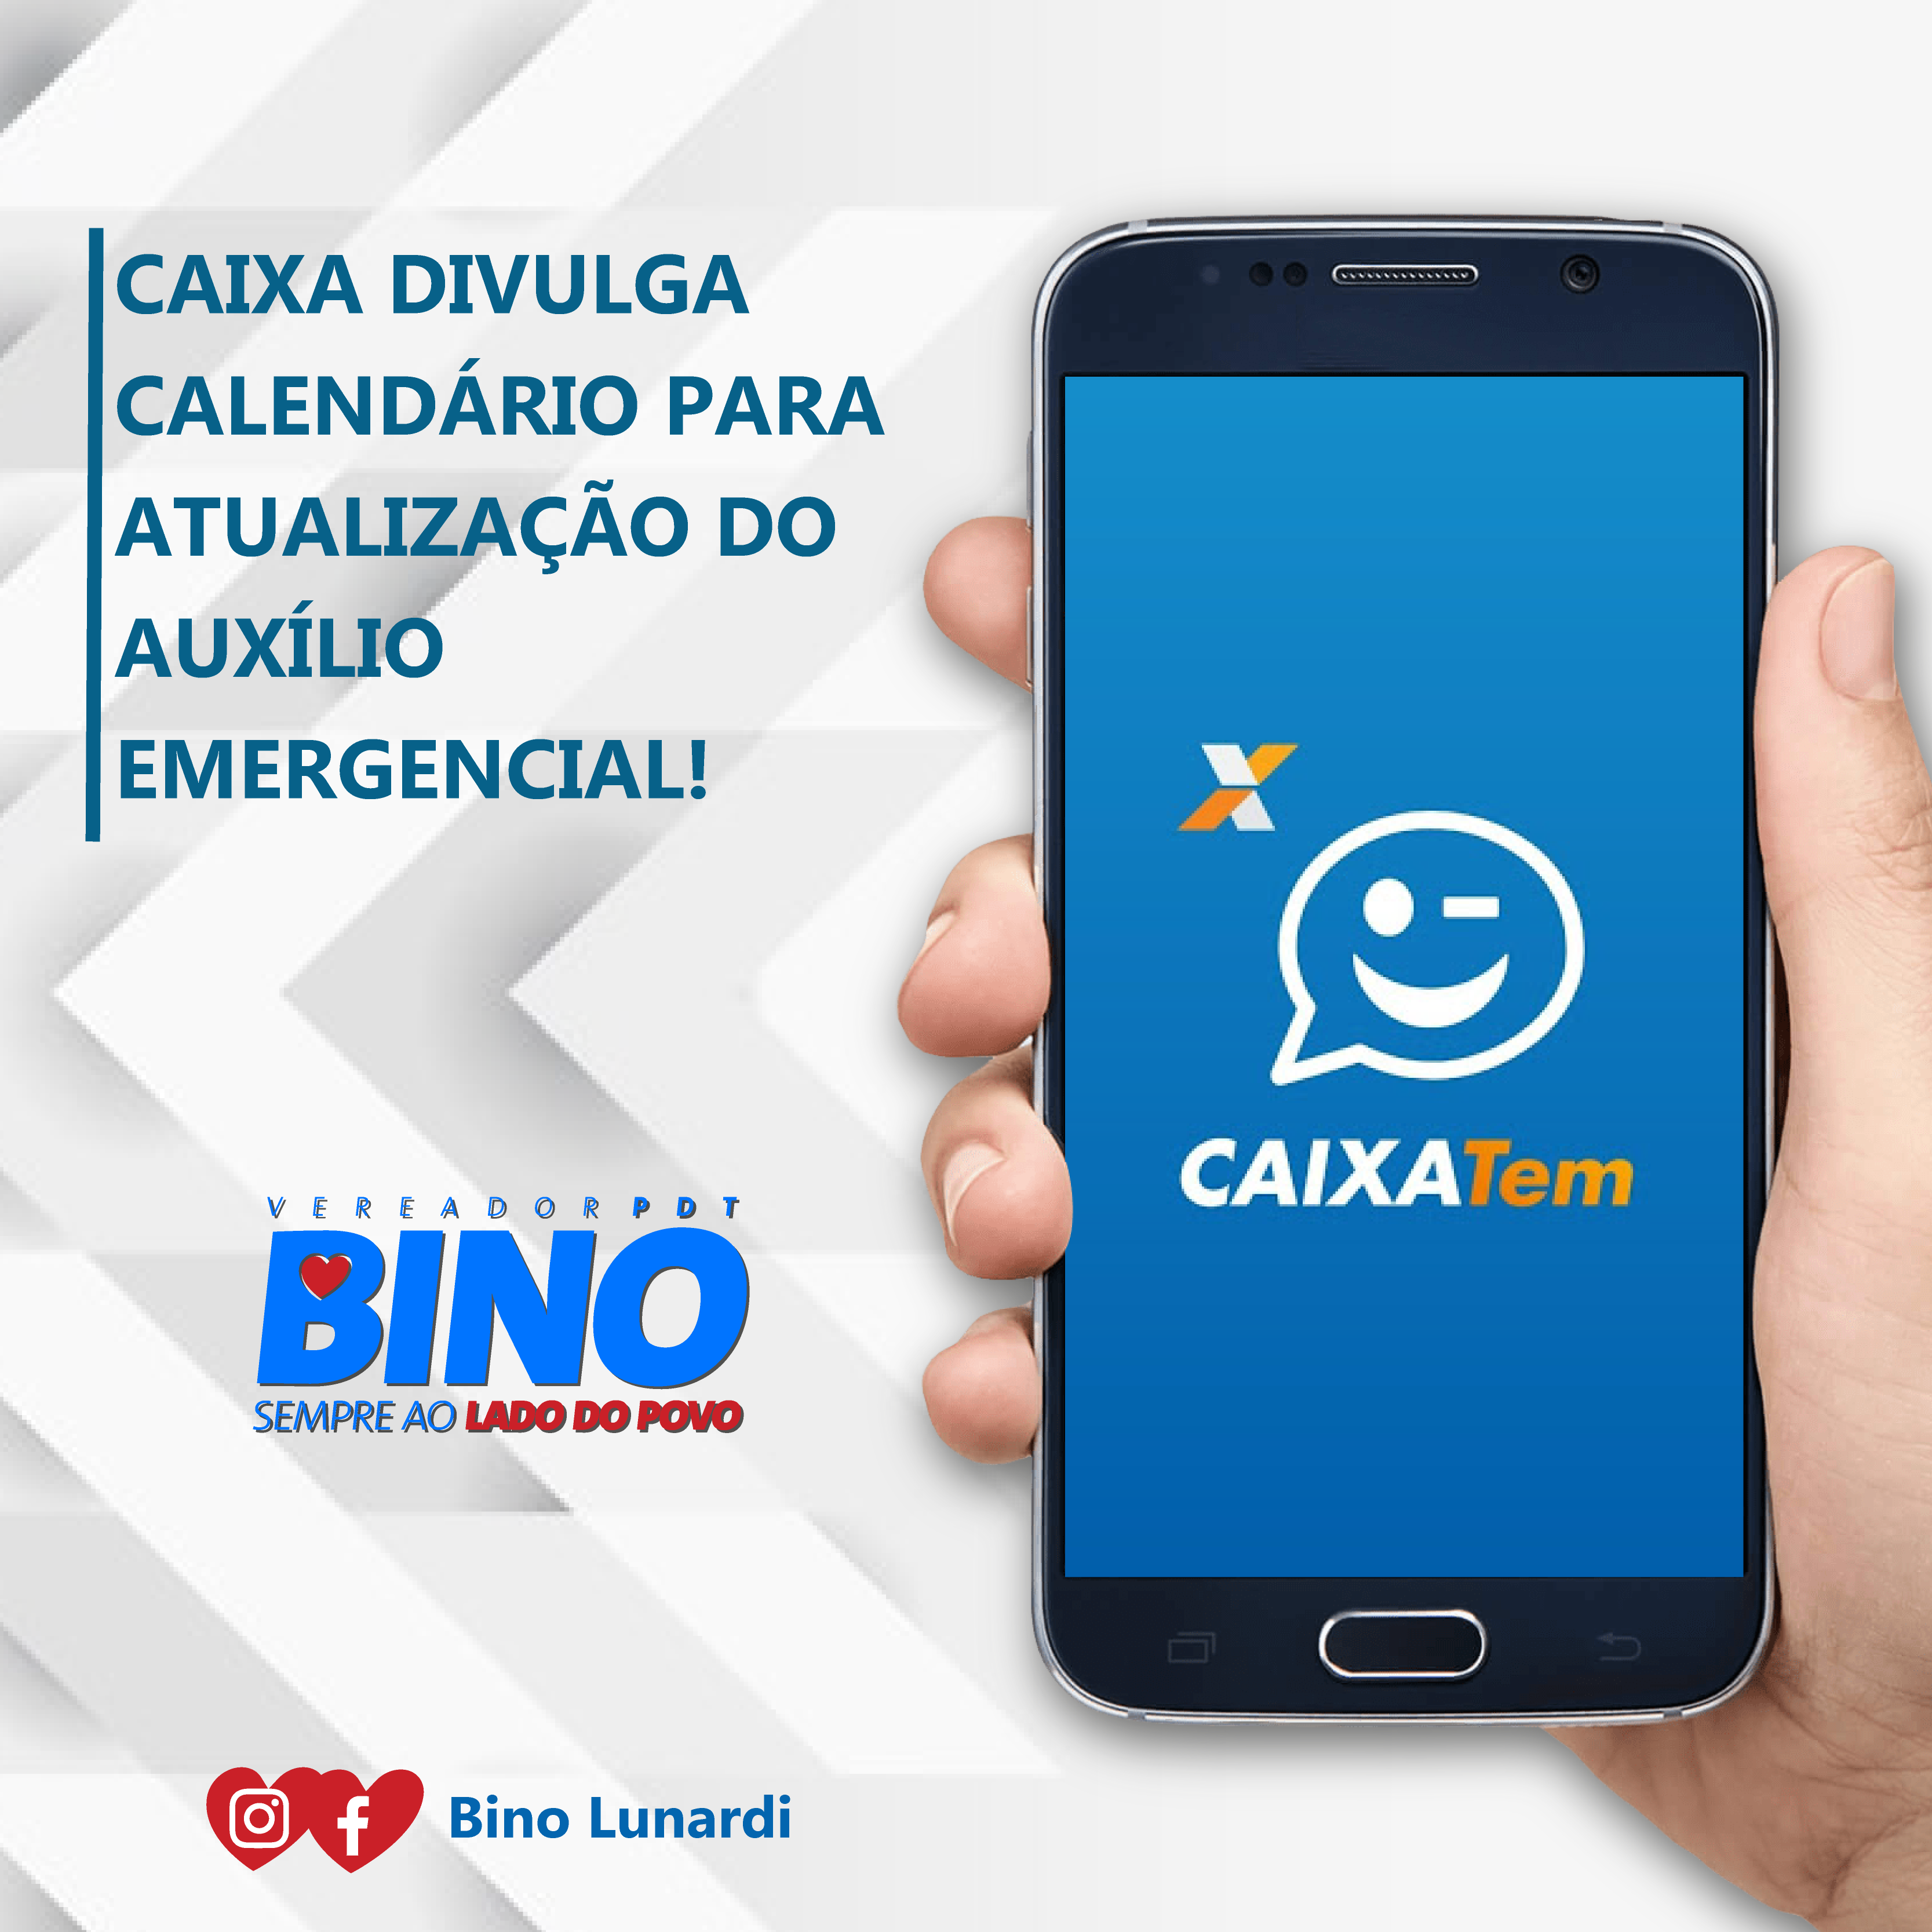 CAIXA DIVULGA
CALENDÁRIO PARA
ATUALIZAÇÃO DO
AUXÍLIO
EMERGENCIAL!
X
CAIXATem
VEREADOR PDT
BINO
SEMPRE AO LADO DO POVO
Bino Lunardi